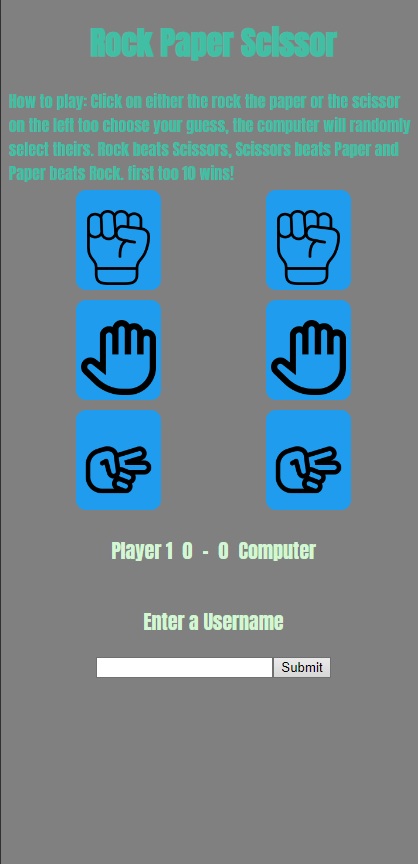 Rock Paper Scissor
How to play: Click on either the rock the paper or the scissor
on the left too choose your guess, the computer will randomly
select theirs. Rock beats Scissors, Scissors beats Paper and
Paper beats Rock. first too 10 wins!
Player 1 0 - 0 Computer
Enter a Username
Submit